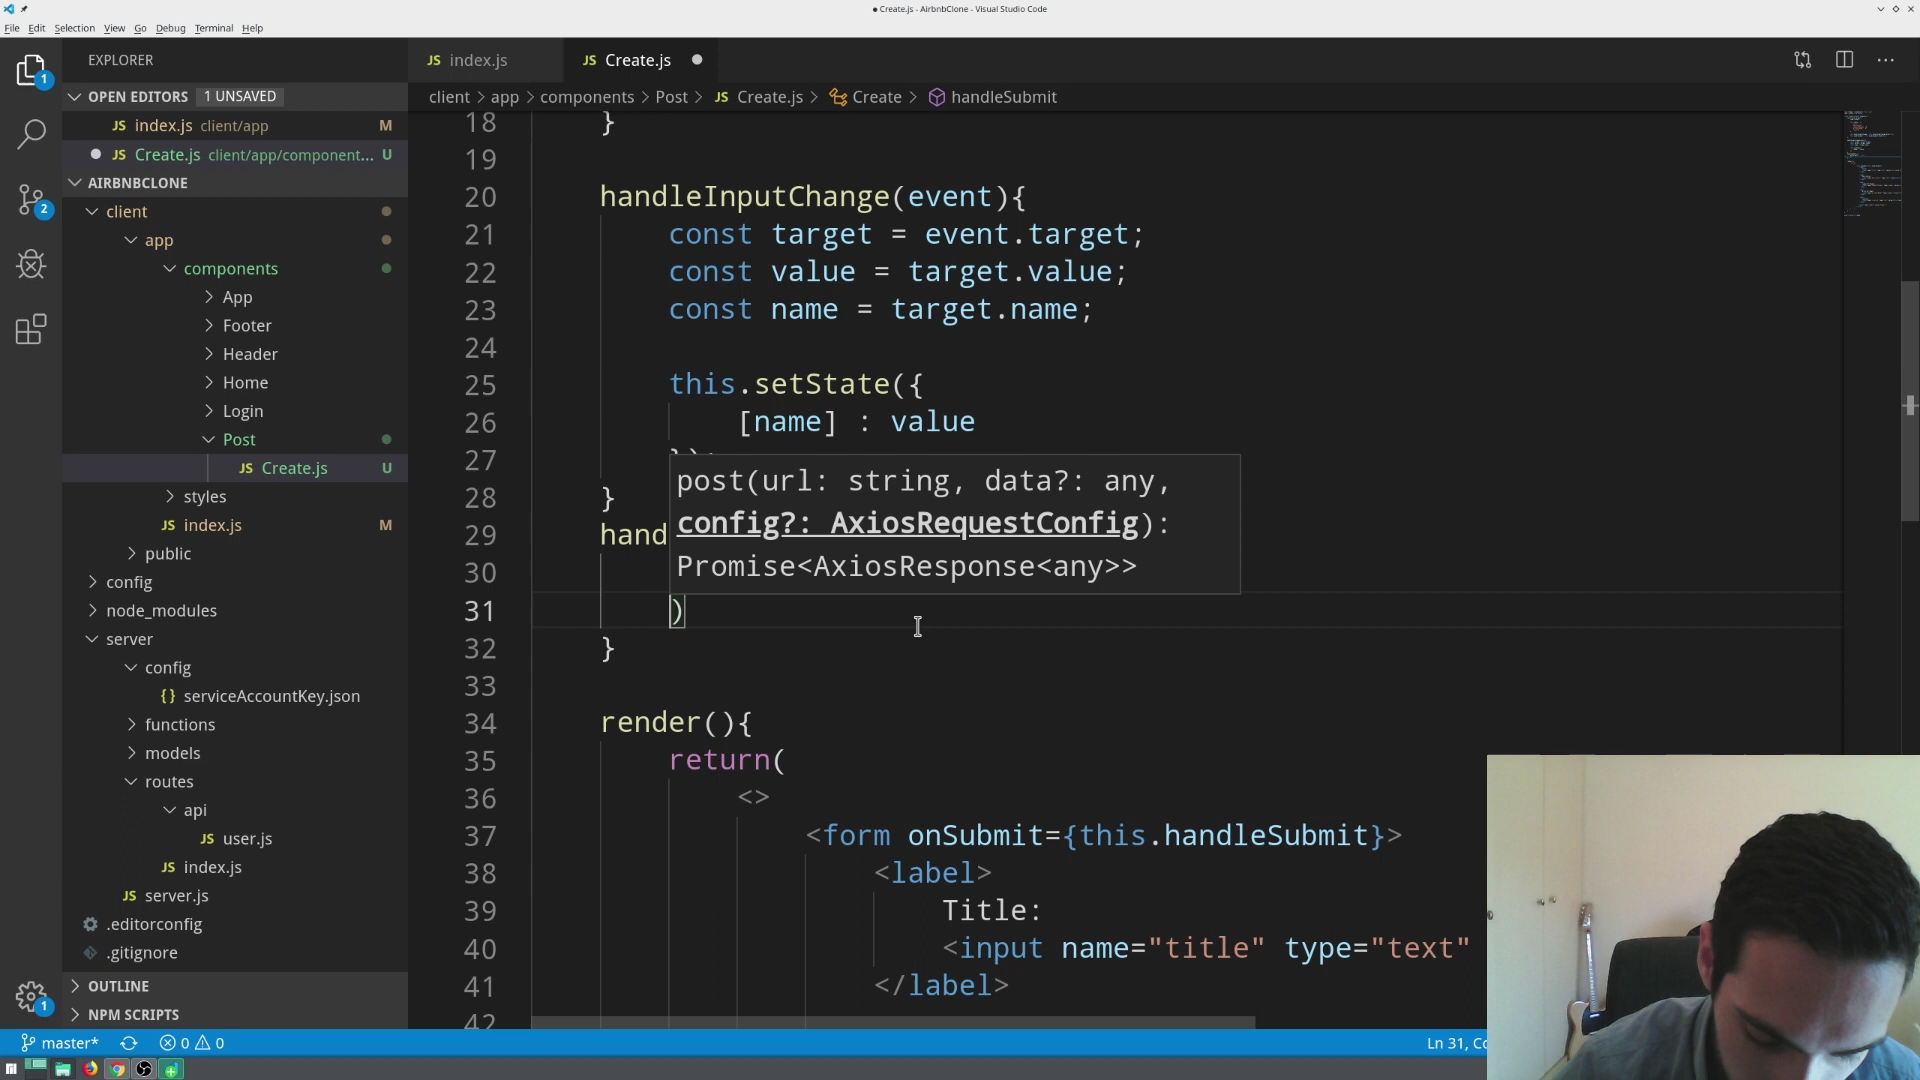 ● Create.js - AirbnbClone - Visual Studio Code
File Edit Selection View Go Debug Terminal Help
EXPLORER
OPEN EDITORS 1 UNSAVED
JS index.js client/app M
JS Create.js client/app/component... U
AIRBNBCLONE
client
app
components
App
Footer
Header
Home
Login
Post
JS Create.js U
styles
JS index.js M
public
config
node_modules
server
config
{} serviceAccountKey.json
functions
models
routes
api
JS user.js
JS index.js
JS server.js
.editorconfig
.gitignore
OUTLINE
NPM SCRIPTS
1
2
1
JS index.js JS Create.js
client > app > components > Post > JS Create.js > Create > handleSubmit
18 }
19
20 handleInputChange(event){
21 const target = event.target;
22 const value = target.value;
23 const name = target.name;
24
25 this.setState({
26 [name] : value
27
28 }
29 hand
30
31 )
32 }
33
34 render(){
35 return(
36 <>
37 <form onSubmit={this.handleSubmit}>
38 <label>
39 Title:
40 <input name="title" type="text"
41 </label>
42
post(url: string, data?: any,
config?: AxiosRequestConfig):
Promise<AxiosResponse<any>>
master* 0 0
Ln 31,